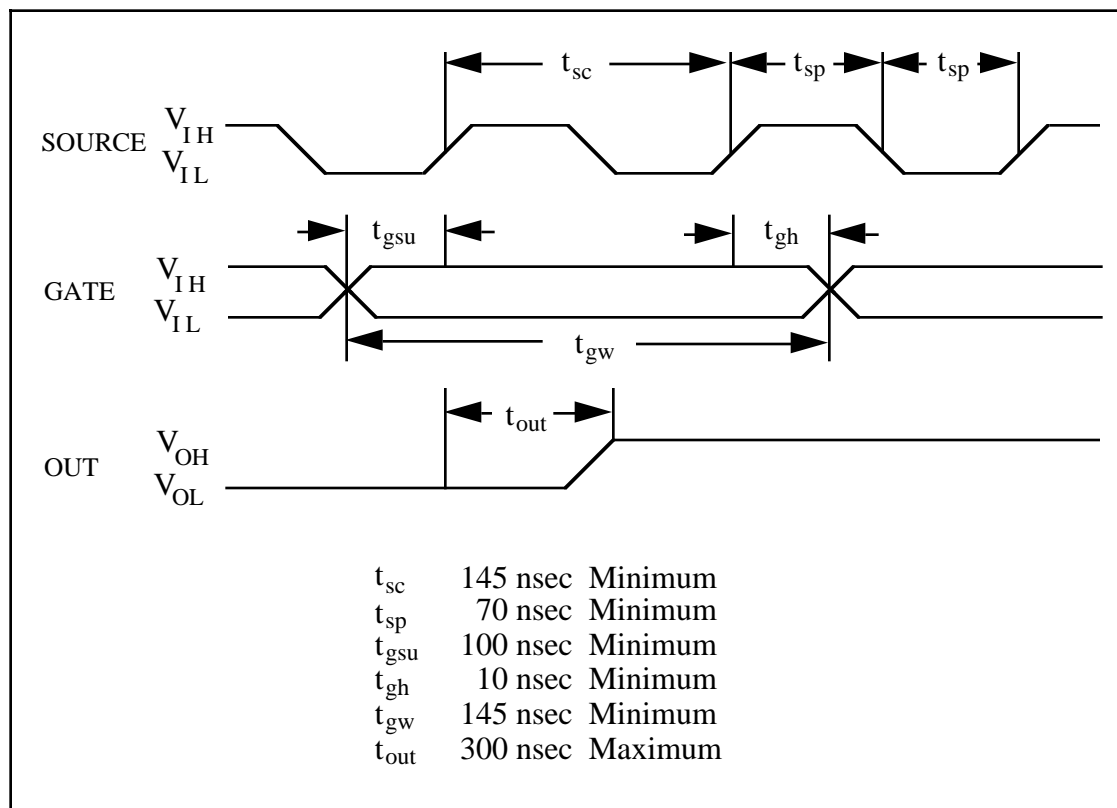 t_sc t_sp t_sp
SOURCE V_IH
V_IL
t_gsu t_gh
GATE V_IH
V_IL
t_gw
t_out
OUT V_OH
V_OL
t_sc 145 nsec Minimum
t_sp 70 nsec Minimum
t_gsu 100 nsec Minimum
t_gh 10 nsec Minimum
t_gw 145 nsec Minimum
t_out 300 nsec Maximum